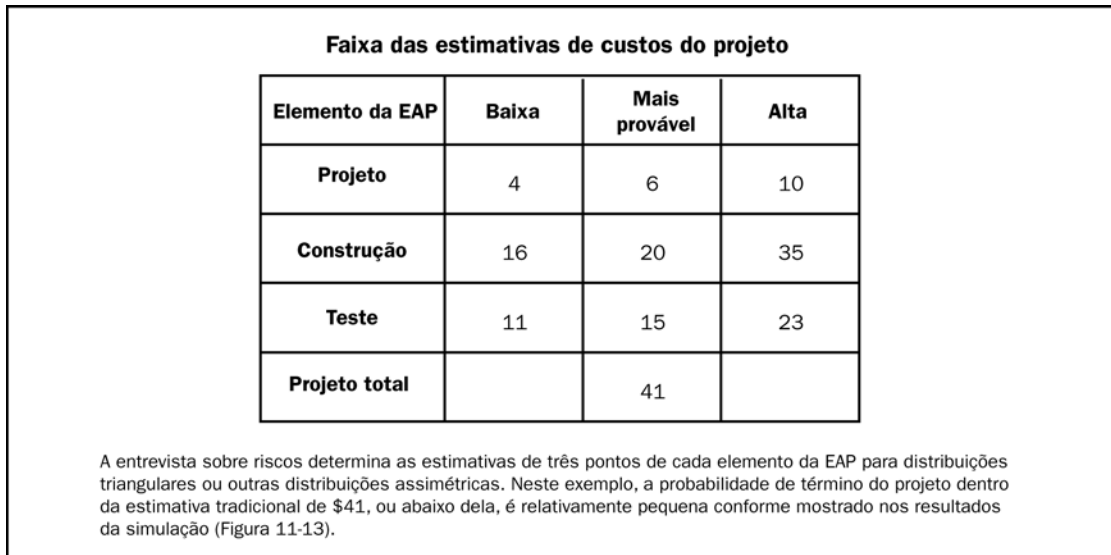 Faixa das estimativas de custos do projeto
Elemento da EAP Baixa Mais provável Alta
Projeto 4 6 10
Construção 16 20 35
Teste 11 15 23
Projeto total 41
A entrevista sobre riscos determina as estimativas de três pontos de cada elemento da EAP para distribuições
triangulares ou outras distribuições assimétricas. Neste exemplo, a probabilidade de término do projeto dentro
da estimativa tradicional de $41, ou abaixo dela, é relativamente pequena conforme mostrado nos resultados
da simulação (Figura 11-13).